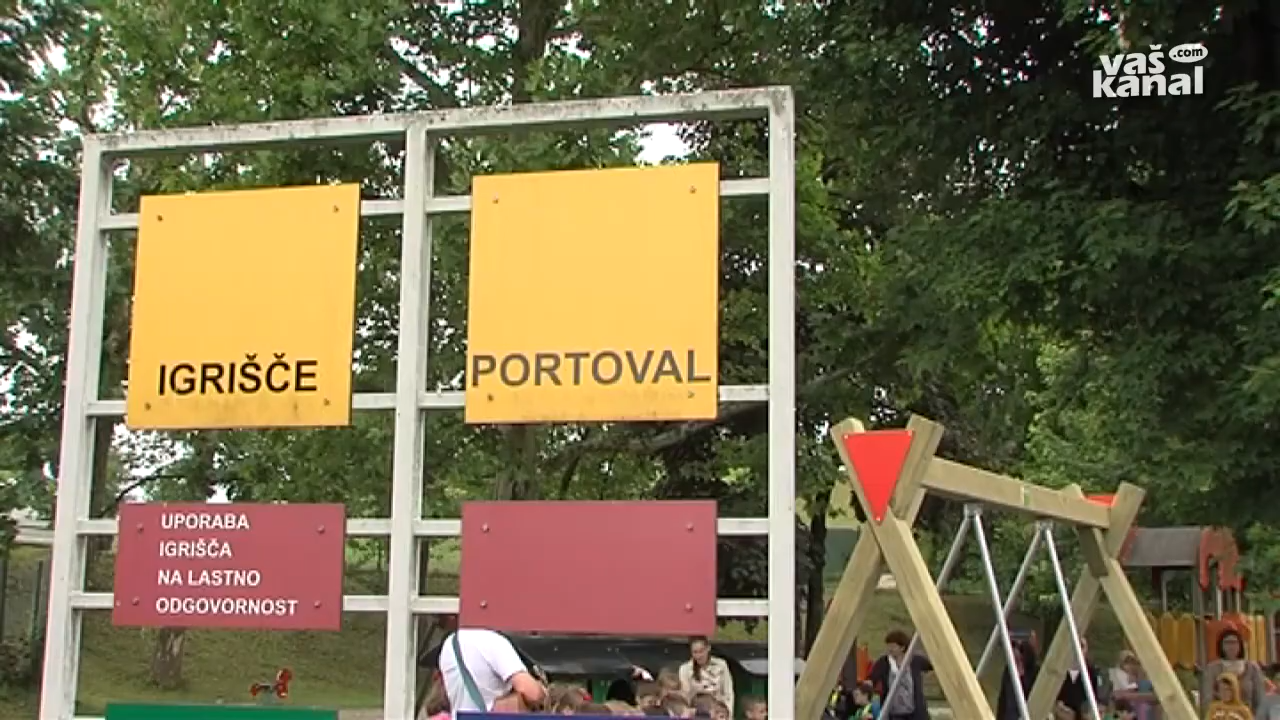 vaš
.com
kanal
IGRIŠČE
PORTOVAL
UPORABA
IGRIŠČA
NA LASTNO
ODGOVORNOST